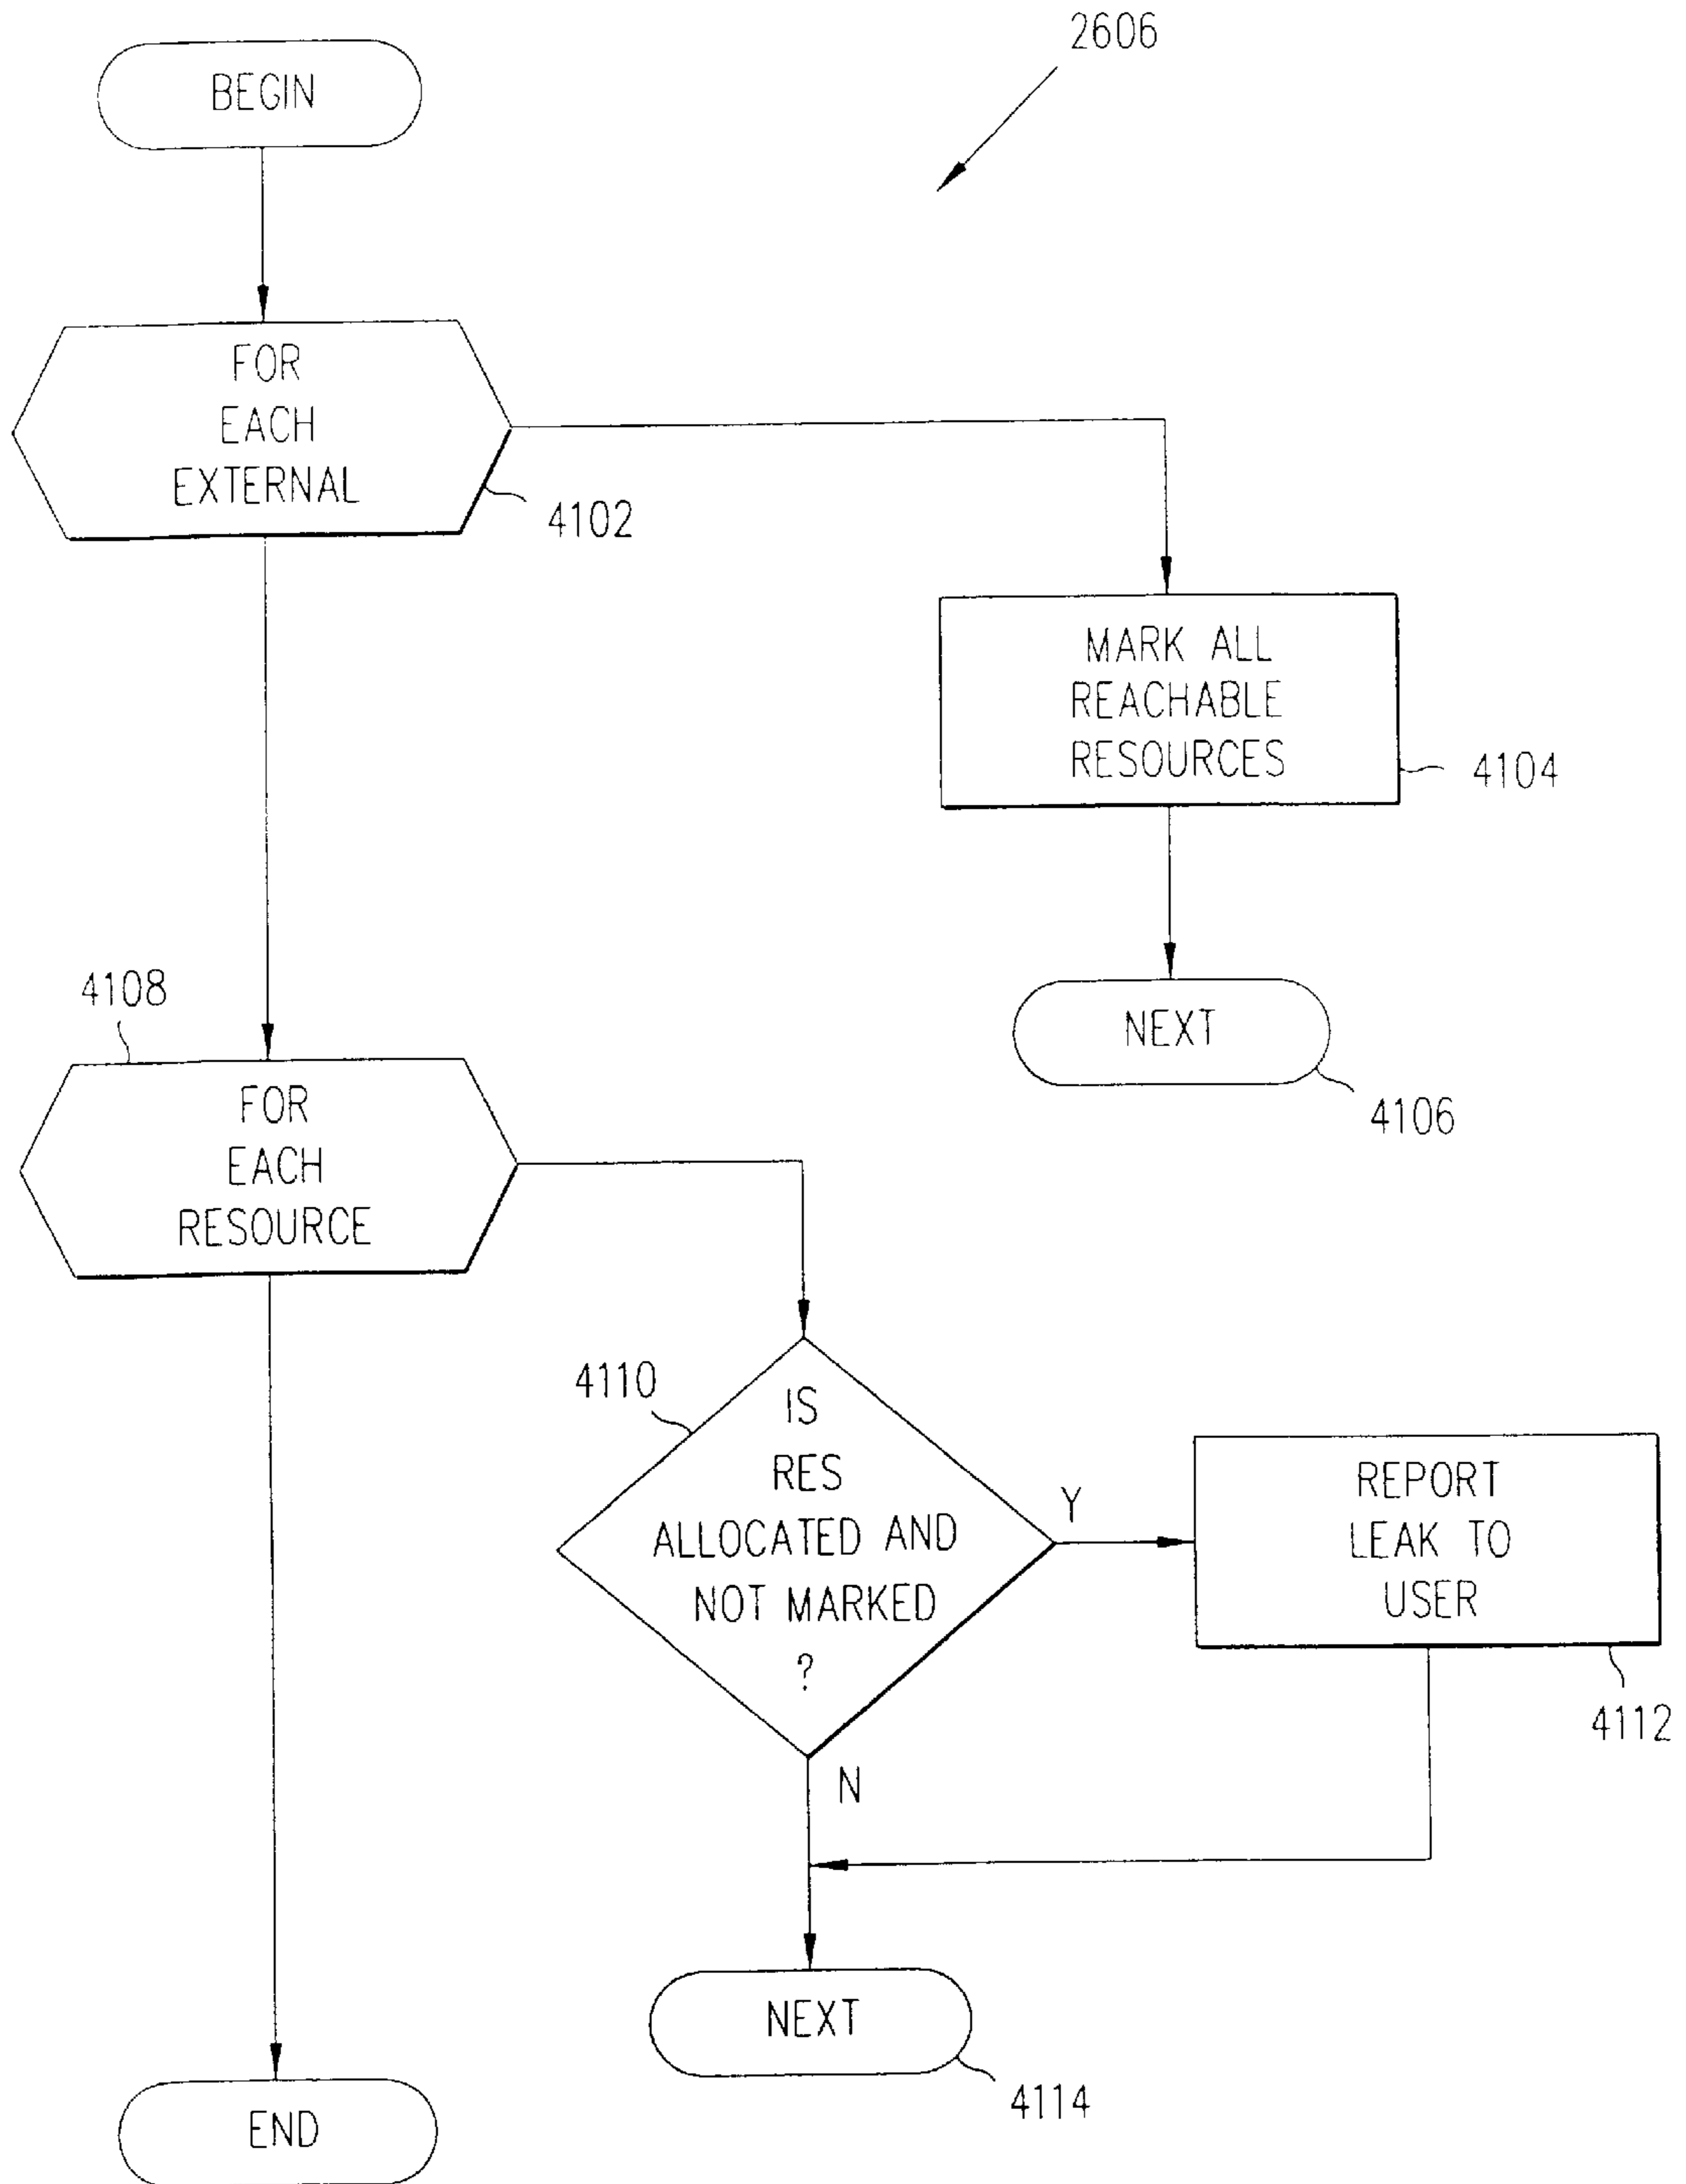 2606
BEGIN
FOR
EACH
EXTERNAL
4102
MARK ALL
REACHABLE
RESOURCES
4104
NEXT
4106
4108
FOR
EACH
RESOURCE
4110
IS
RES
ALLOCATED AND
NOT MARKED
?
Y
REPORT
LEAK TO
USER
4112
N
NEXT
4114
END